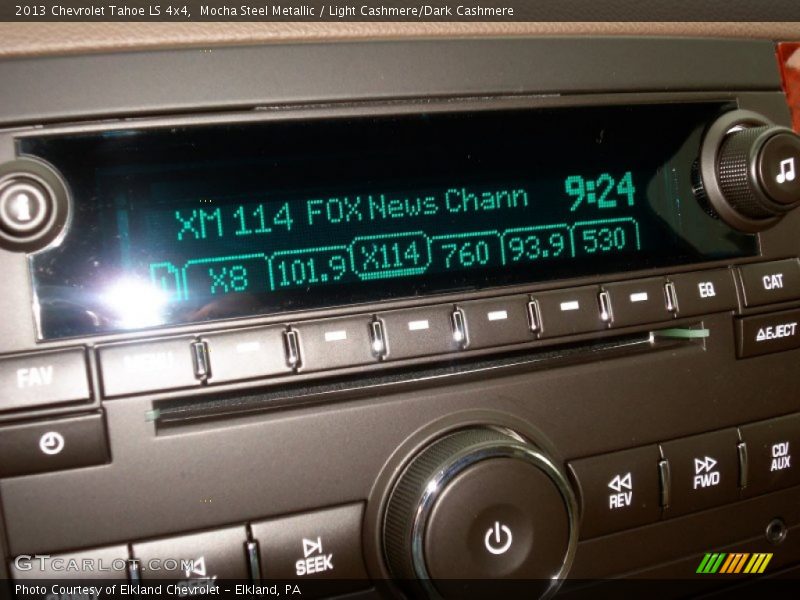 2013 Chevrolet Tahoe LS 4x4,  Mocha Steel Metallic / Light Cashmere/Dark Cashmere
XM 114 FOX News Chann 9:24
X8 101.9 X114 760 93.9 530
FAV MENU EQ CAT
EJECT
REV FWD CD/AUX
SEEK
GTCARLOT.COM
Photo Courtesy of Elkland Chevrolet - Elkland, PA